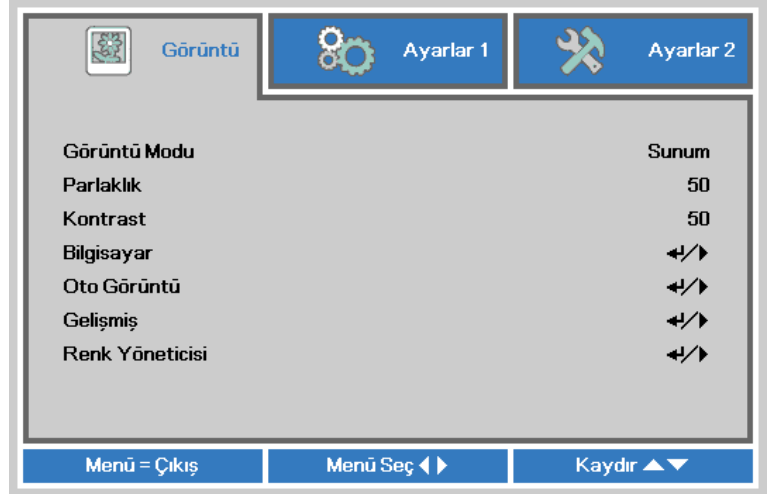 Görüntü Ayarlar 1 Ayarlar 2
Görüntü Modu Sunum
Parlaklık 50
Kontrast 50
Bilgisayar
Oto Görüntü
Gelişmiş
Renk Yöneticisi
Menü = Çıkış Menü Seç Kaydır